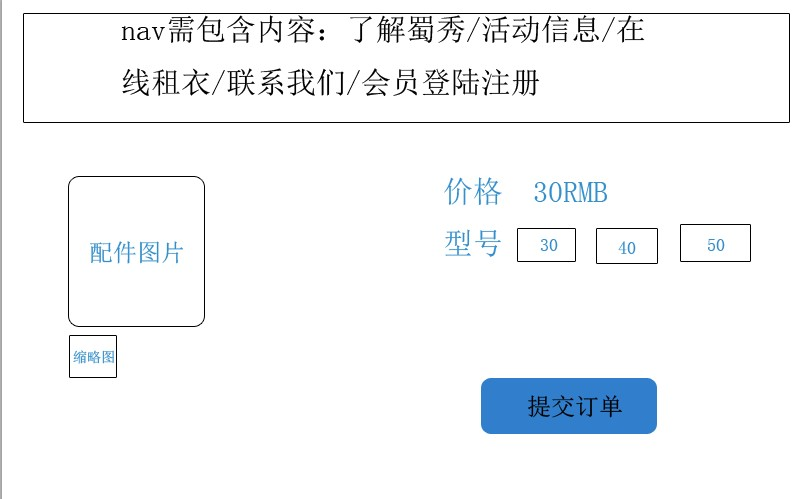 nav需包含内容：了解蜀秀/活动信息/在
线租衣/联系我们/会员登陆注册
价格 30RMB
配件图片
型号 30 40 50
缩略图
提交订单